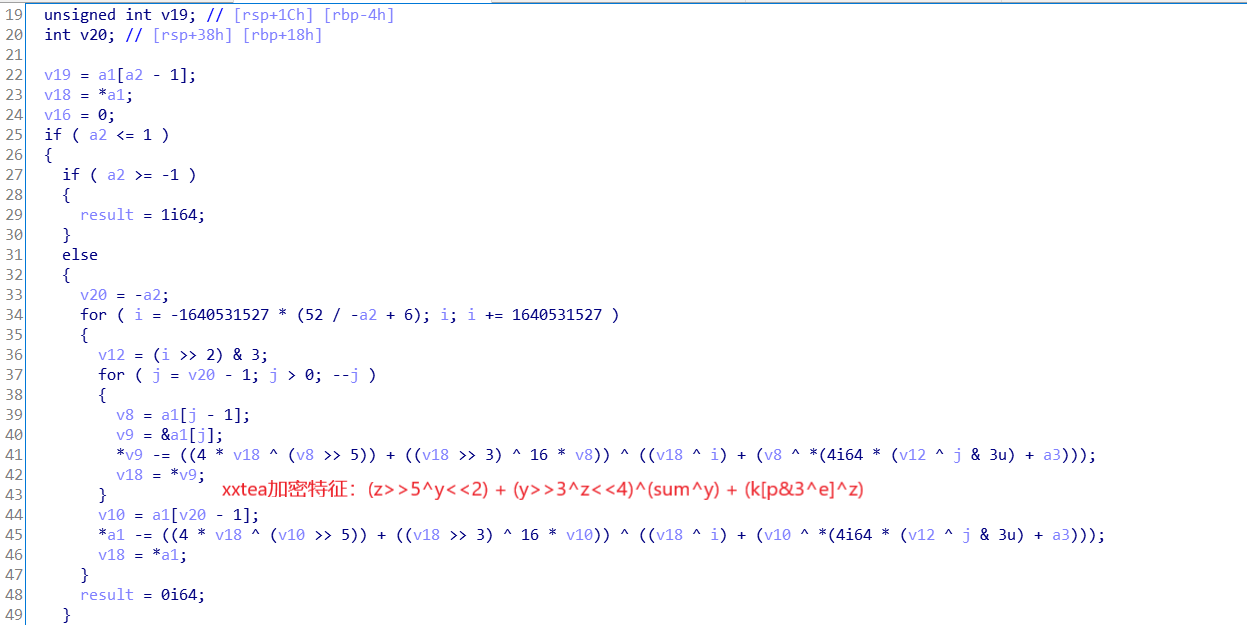 19 unsigned int v19; // [rsp+1Ch] [rbp-4h]
20 int v20; // [rsp+38h] [rbp+18h]
21
22 v19 = a1[a2 - 1];
23 v18 = *a1;
24 v16 = 0;
25 if ( a2 <= 1 )
26 {
27 if ( a2 >= -1 )
28 {
29 result = 1i64;
30 }
31 else
32 {
33 v20 = -a2;
34 for ( i = -1640531527 * (52 / -a2 + 6); i; i += 1640531527 )
35 {
36 v12 = (i >> 2) & 3;
37 for ( j = v20 - 1; j > 0; --j )
38 {
39 v8 = a1[j - 1];
40 v9 = &a1[j];
41 *v9 -= ((4 * v18 ^ (v8 >> 5)) + ((v18 >> 3) ^ 16 * v8)) ^ ((v18 ^ i) + (v8 ^ *(4i64 * (v12 ^ j & 3u) + a3)));
42 v18 = *v9;
43 }
xxtea加密特征：(z>>5^y<<2) + (y>>3^z<<4)^(sum^y) + (k[p&3^e]^z)
44 v10 = a1[v20 - 1];
45 *a1 -= ((4 * v18 ^ (v10 >> 5)) + ((v18 >> 3) ^ 16 * v10)) ^ ((v18 ^ i) + (v10 ^ *(4i64 * (v12 ^ j & 3u) + a3)));
46 v18 = *a1;
47 }
48 result = 0i64;
49 }